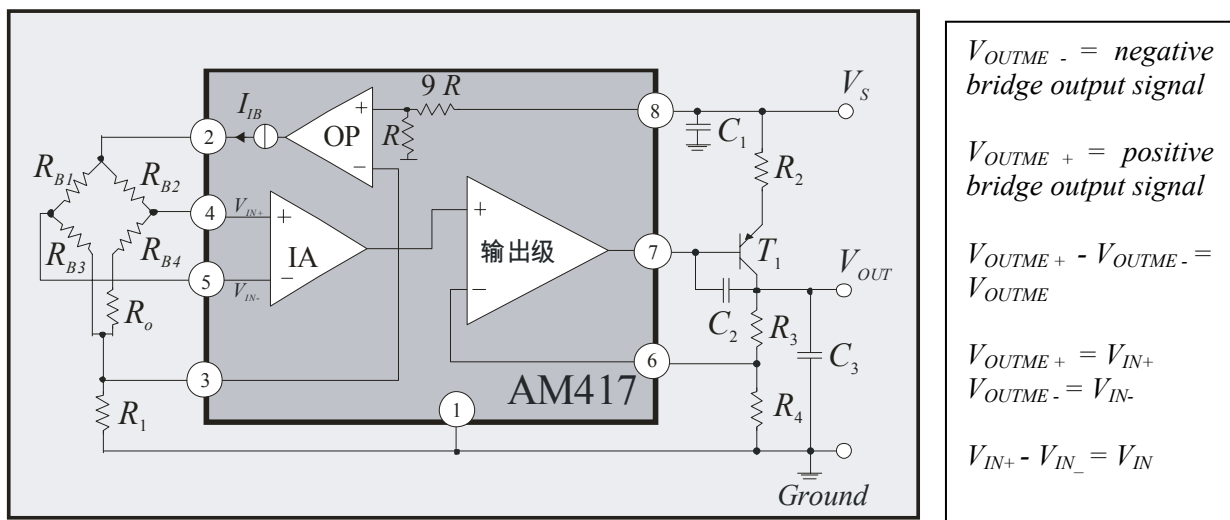 9 R
8
V_S
I_IB
OP
+
−
R
C_1
2
R_2
R_B1
R_B2
4
V_IN+
+
IA
−
+
输出级
−
7
T_1
V_OUT
R_B3
R_B4
5
V_IN-
C_2
R_3
R_o
6
C_3
3
AM417
R_1
1
R_4
Ground
V_OUTME - = negative
bridge output signal
V_OUTME + = positive
bridge output signal
V_OUTME + - V_OUTME - =
V_OUTME
V_OUTME + = V_IN+
V_OUTME - = V_IN-
V_IN+ - V_IN_ = V_IN